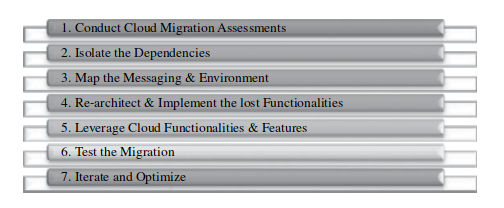 1. Conduct Cloud Migration Assessments
2. Isolate the Dependencies
3. Map the Messaging & Environment
4. Re-architect & Implement the lost Functionalities
5. Leverage Cloud Functionalities & Features
6. Test the Migration
7. Iterate and Optimize